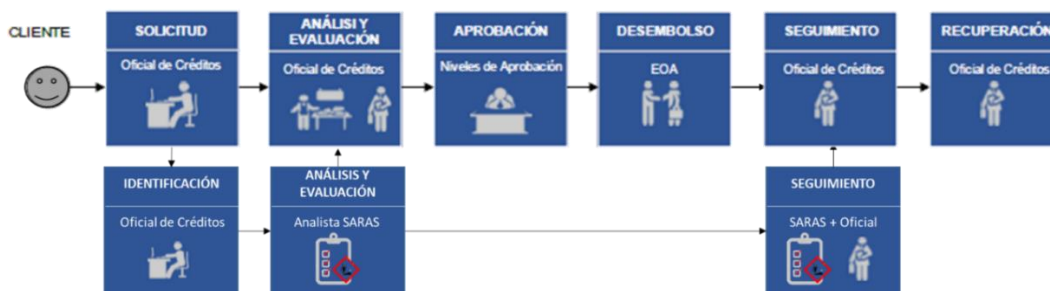 CLIENTE
SOLICITUD
Oficial de Créditos
ANÁLISI Y
EVALUACIÓN
Oficial de Créditos
APROBACIÓN
Niveles de Aprobación
DESEMBOLSO
EOA
SEGUIMIENTO
Oficial de Créditos
RECUPERACIÓN
Oficial de Créditos
IDENTIFICACIÓN
Oficial de Créditos
ANÁLISIS Y
EVALUACIÓN
Analista SARAS
SEGUIMIENTO
SARAS + Oficial